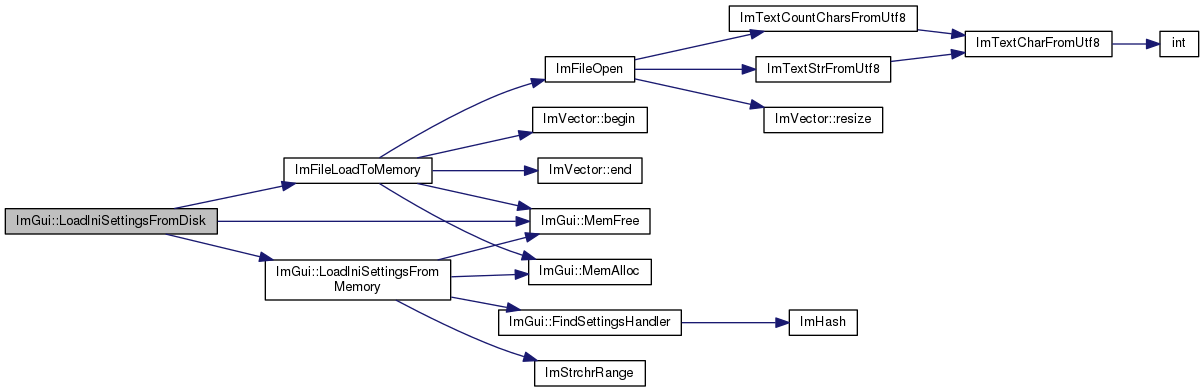 ImGui::LoadIniSettingsFromDisk
ImFileLoadToMemory
ImGui::LoadIniSettingsFrom
Memory
ImFileOpen
ImVector::begin
ImVector::end
ImGui::MemFree
ImGui::MemAlloc
ImGui::FindSettingsHandler
ImStrchrRange
ImTextCountCharsFromUtf8
ImTextStrFromUtf8
ImVector::resize
ImHash
ImTextCharFromUtf8
int